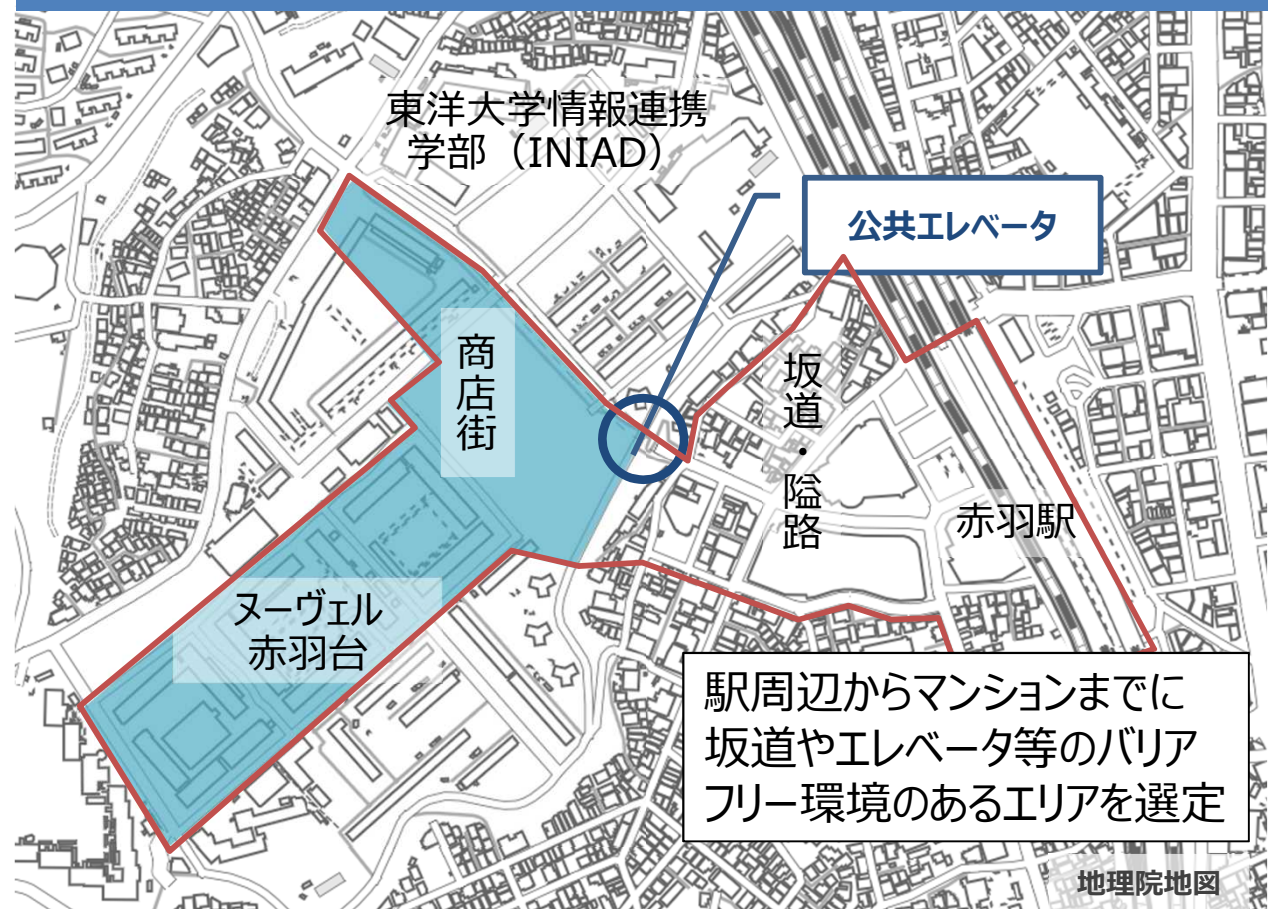 東洋大学情報連携
学部（INIAD）
公共エレベータ
商店街
坂道・隘路
赤羽駅
ヌーヴェル
赤羽台
駅周辺からマンションまでに
坂道やエレベータ等のバリア
フリー環境のあるエリアを選定
地理院地図